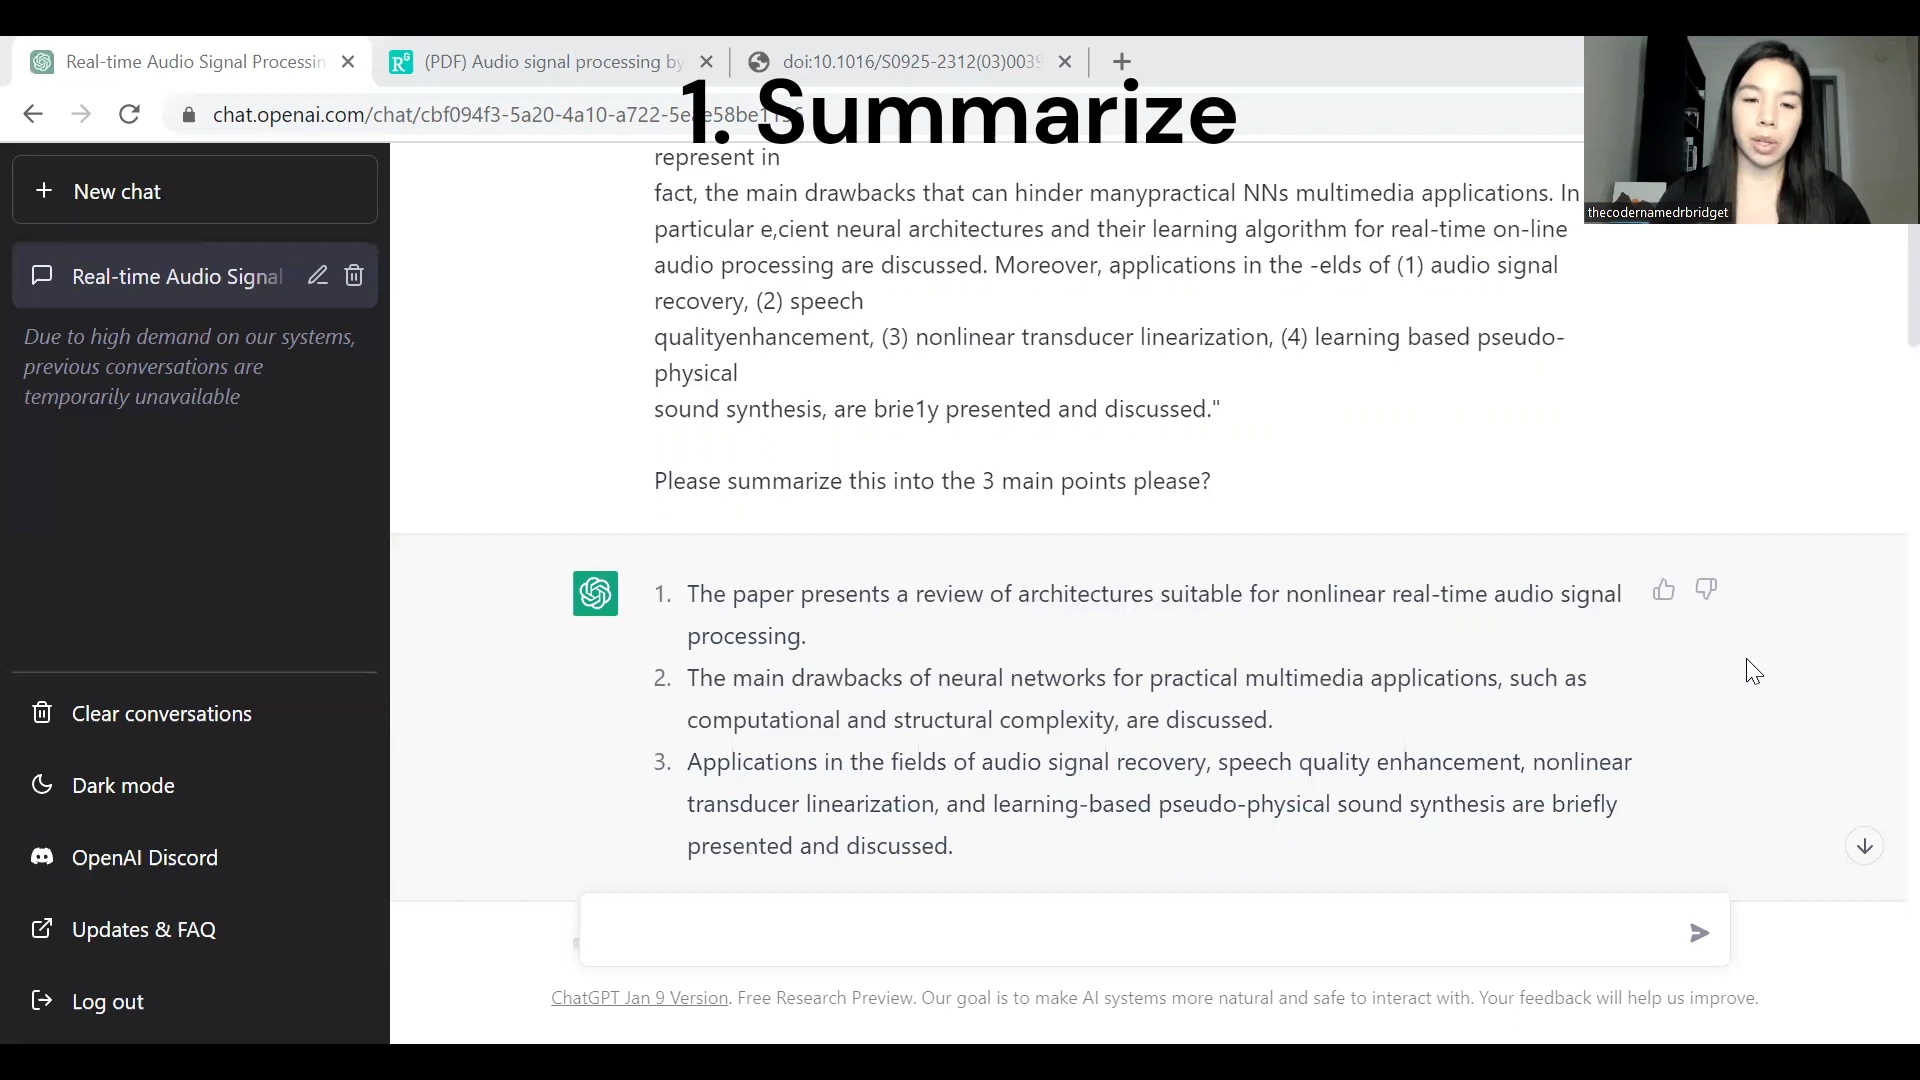 Real-time Audio Signal Processin
(PDF) Audio signal processing by
doi:10.1016/S0925-2312(03)0039
1. Summarize
chat.openai.com/chat/cbf094f3-5a20-4a10-a722-5e
thecodernamedrbridget
New chat
Real-time Audio Signal
Due to high demand on our systems,
previous conversations are
temporarily unavailable
Clear conversations
Dark mode
OpenAI Discord
Updates & FAQ
Log out
represent in
fact, the main drawbacks that can hinder manypractical NNs multimedia applications. In
particular e,cient neural architectures and their learning algorithm for real-time on-line
audio processing are discussed. Moreover, applications in the -elds of (1) audio signal
recovery, (2) speech
qualityenhancement, (3) nonlinear transducer linearization, (4) learning based pseudo-
physical
sound synthesis, are brie1y presented and discussed."
Please summarize this into the 3 main points please?
1. The paper presents a review of architectures suitable for nonlinear real-time audio signal
processing.
2. The main drawbacks of neural networks for practical multimedia applications, such as
computational and structural complexity, are discussed.
3. Applications in the fields of audio signal recovery, speech quality enhancement, nonlinear
transducer linearization, and learning-based pseudo-physical sound synthesis are briefly
presented and discussed.
ChatGPT Jan 9 Version. Free Research Preview. Our goal is to make AI systems more natural and safe to interact with. Your feedback will help us improve.